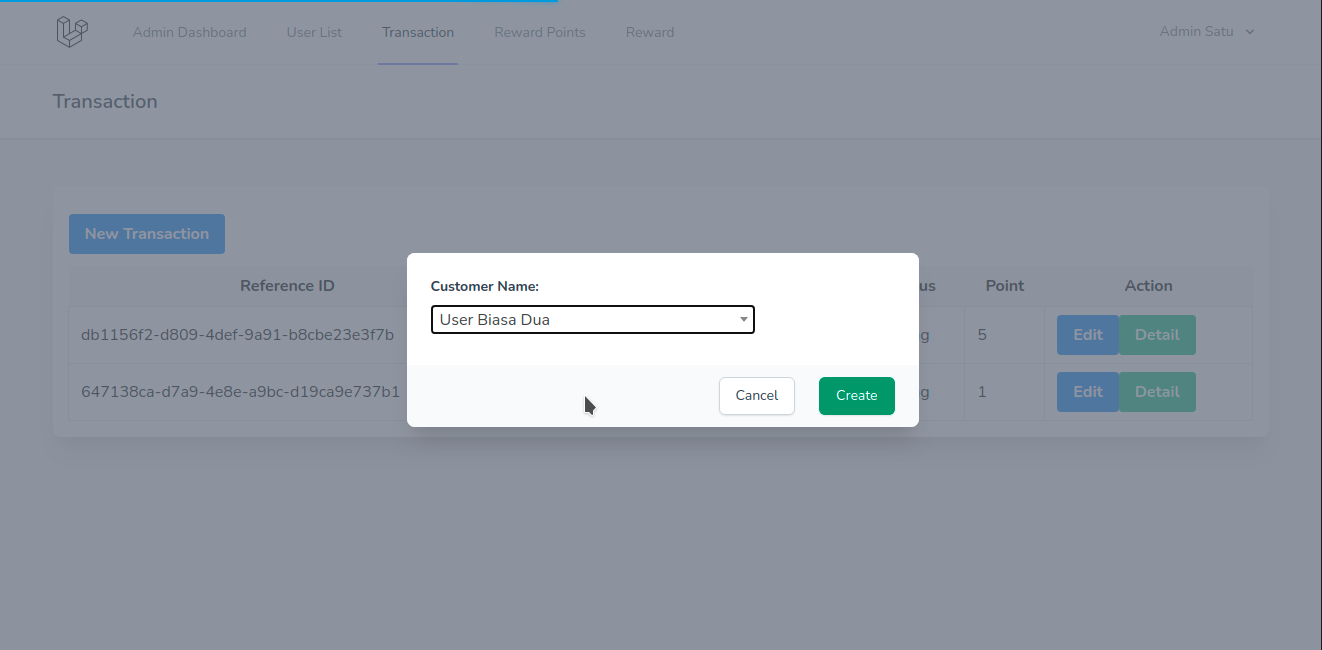 Admin Dashboard User List Transaction Reward Points Reward Admin Satu
Transaction
New Transaction
Reference ID Point Action
Customer Name:
User Biasa Dua
db1156f2-d809-4def-9a91-b8cbe23e3f7b 5 Edit Detail
647138ca-d7a9-4e8e-a9bc-d19ca9e737b1 1 Edit Detail
Cancel Create